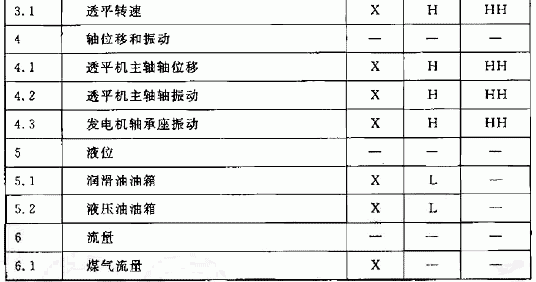 3.1 透平转速 X H HH
4 轴位移和振动 — — —
4.1 透平机主轴轴位移 X H HH
4.2 透平机主轴轴振动 X H HH
4.3 发电机轴承座振动 X H HH
5 液位 — — —
5.1 润滑油油箱 X L —
5.2 液压油油箱 X L —
6 流量 — — —
6.1 煤气流量 X — —